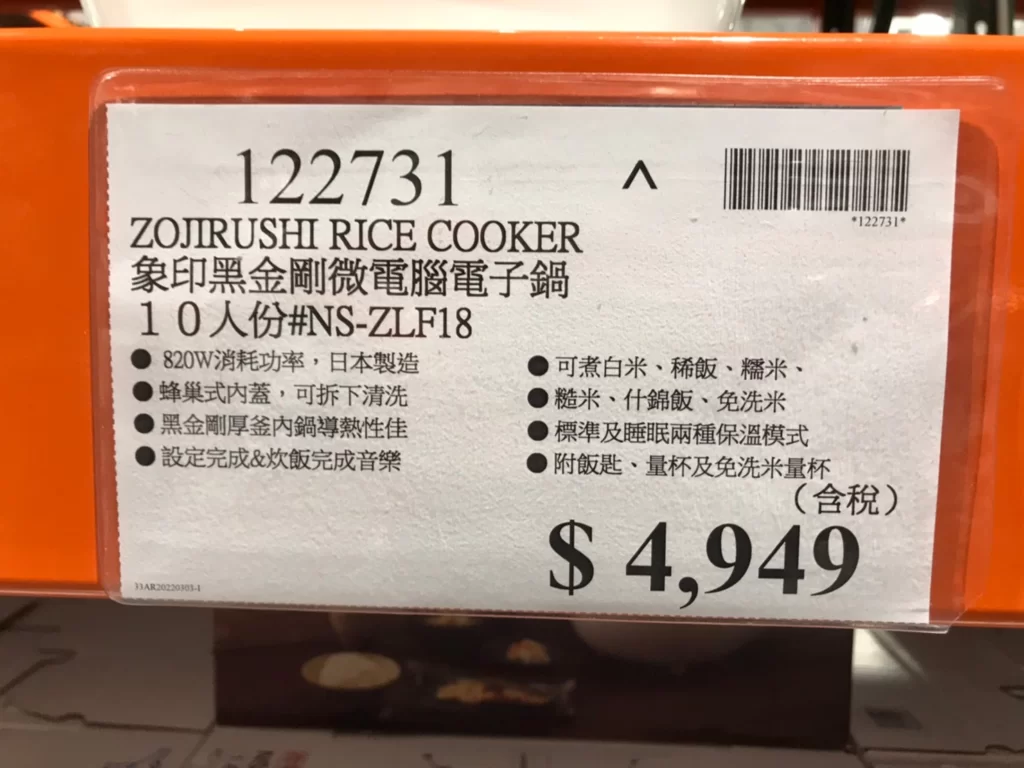 122731
^
*122731*
ZOJIRUSHI RICE COOKER
象印黑金剛微電腦電子鍋
１０人份#NS-ZLF18
● 820W消耗功率，日本製造
● 蜂巢式內蓋，可拆下清洗
● 黑金剛厚釜內鍋導熱性佳
● 設定完成&炊飯完成音樂
● 可煮白米、稀飯、糯米、
● 糙米、什錦飯、免洗米
● 標準及睡眠兩種保溫模式
● 附飯匙、量杯及免洗米量杯
（含稅）
$ 4,949
33AR20220303-1